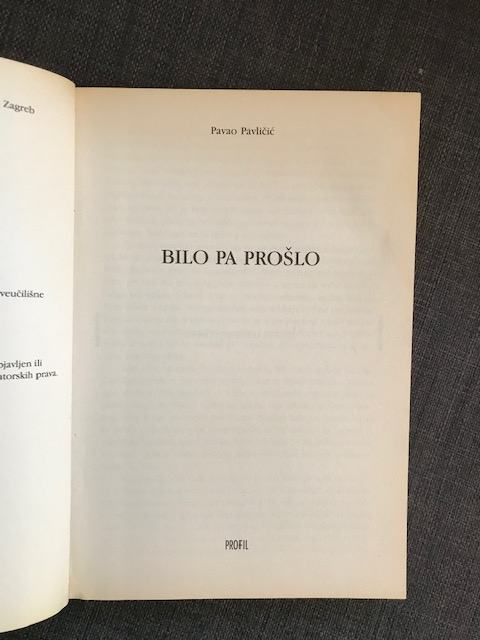 Zagreb
veučilišne
bjavljen ili
utorskih prava.
Pavao Pavličić
BILO PA PROŠLO
PROFIL